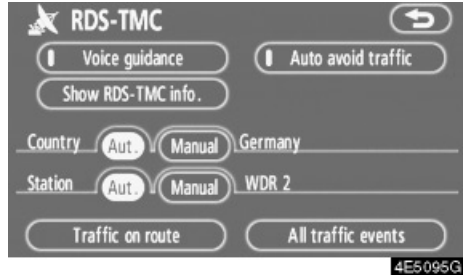 RDS-TMC
Voice guidance Auto avoid traffic
Show RDS-TMC info.
Country Aut. Manual Germany
Station Aut. Manual WDR 2
Traffic on route All traffic events
4E5095G